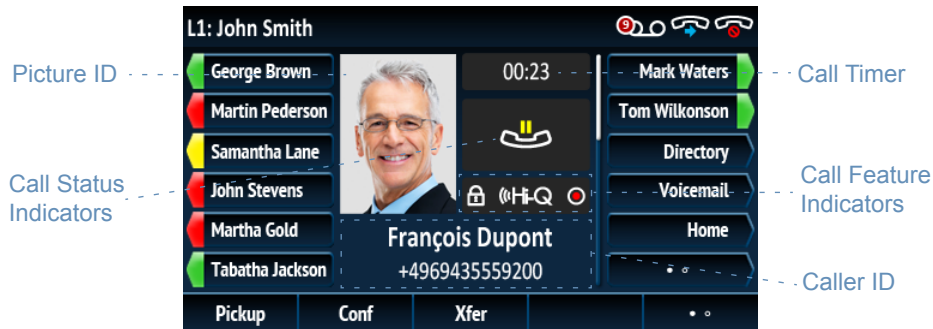 L1: John Smith
9
Picture ID
George Brown
00:23
Mark Waters
Call Timer
Martin Pederson
Tom Wilkonson
Samantha Lane
Directory
Call Status
Indicators
John Stevens
Hi-Q
Voicemail
Call Feature
Indicators
Martha Gold
François Dupont
Home
Tabatha Jackson
+4969435559200
Caller ID
Pickup
Conf
Xfer